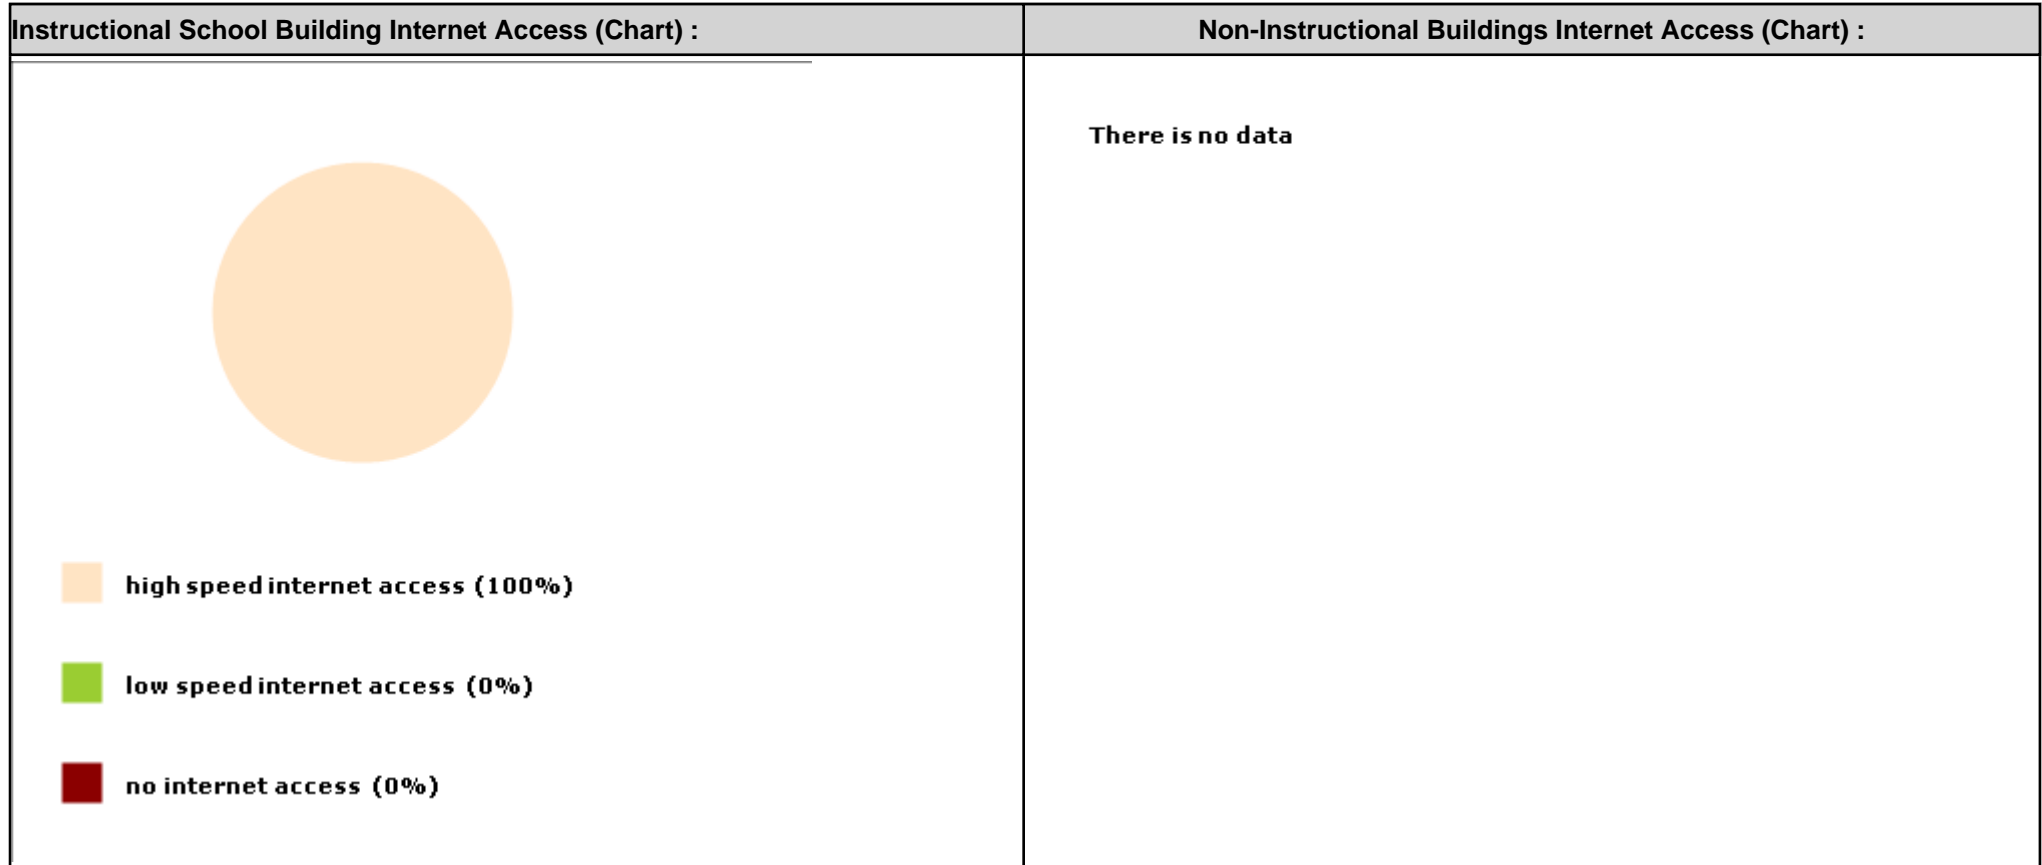 Instructional School Building Internet Access (Chart) :
Non-Instructional Buildings Internet Access (Chart) :
There is no data
high speed internet access (100%)
low speed internet access (0%)
no internet access (0%)